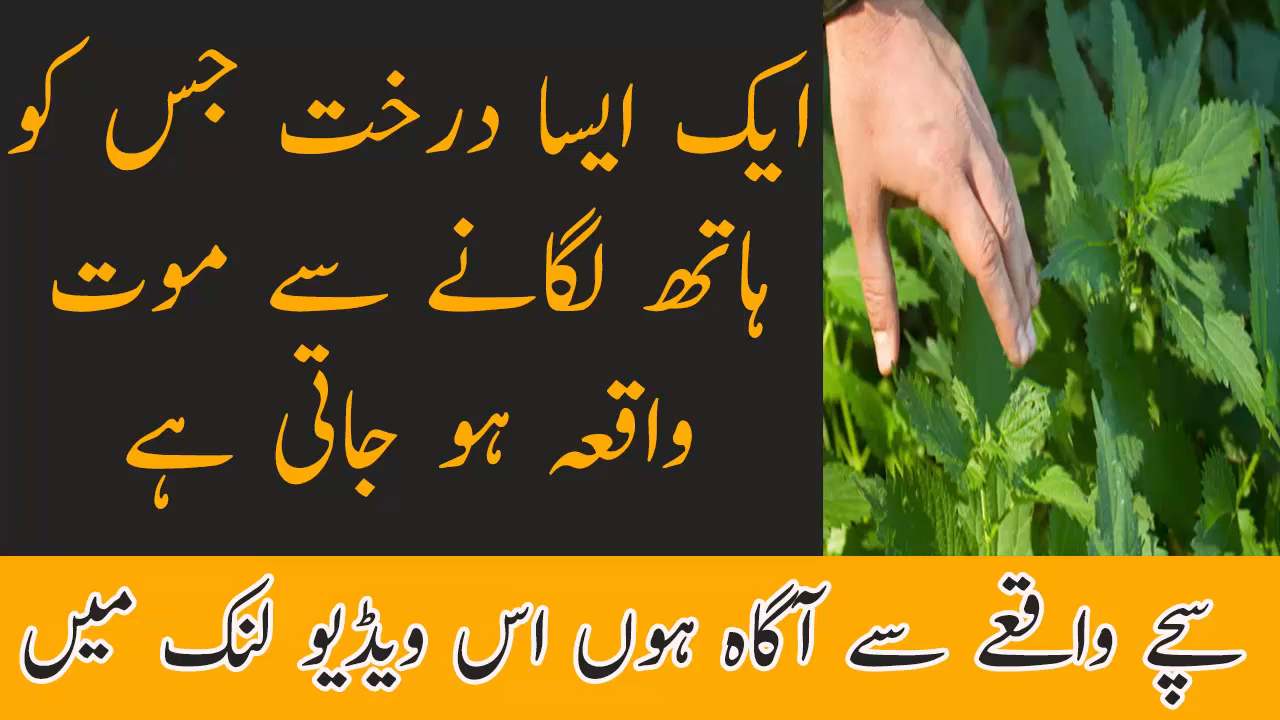 ایک ایسا درخت جس کو
ہاتھ لگانے سے موت
واقعہ ہو جاتی ہے
سچے واقعے سے آگاہ ہوں اس ویڈیو لنک میں